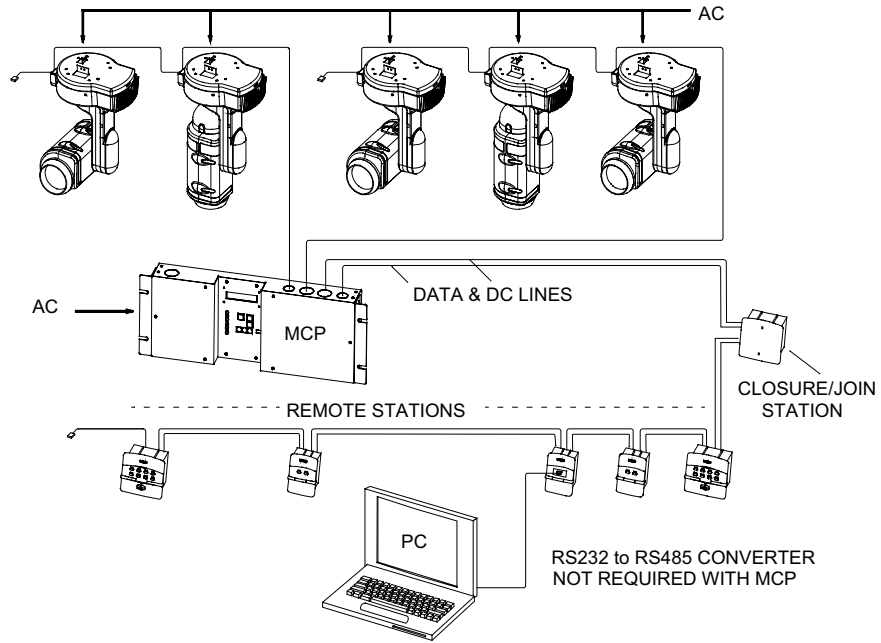 AC
DATA & DC LINES
AC
MCP
CLOSURE/JOIN
STATION
REMOTE STATIONS
PC
RS232 to RS485 CONVERTER
NOT REQUIRED WITH MCP